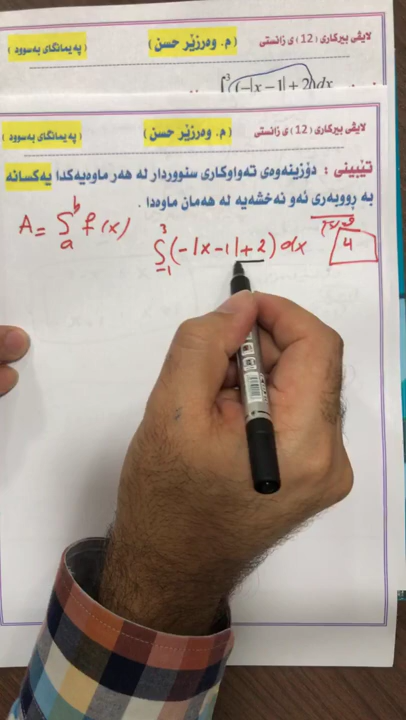 لایڤی بیرکاری (12) ی زانستی (م. وەرزێر حسن) (پەیمانگای بەسوود)
∫³(−|x−1|+2)dx
لایڤی بیرکاری (12) ی زانستی (م. وەرزێر حسن) (پەیمانگای بەسوود)
تێبینی : دۆزینەوەی تەواوکاری سنووردار لە هەر ماوەیەکدا یەکسانە
بە ڕووبەری ئەو نەخشەیە لە هەمان ماوەدا .
A = ∫ₐᵇ f(x)
∫₋₁³ (−|x−1|+2) dx
4